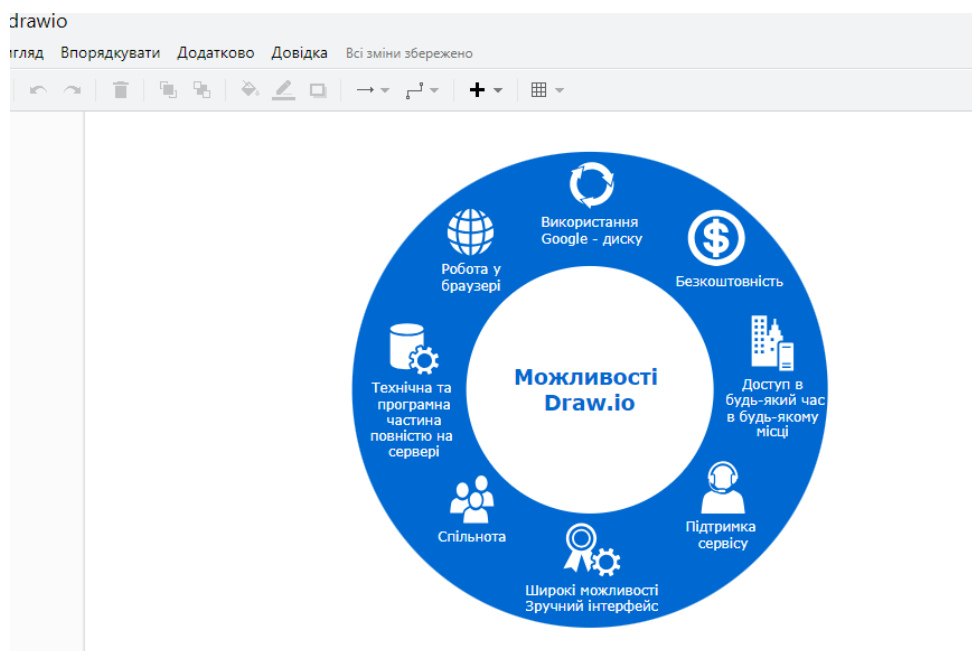 drawio
Впорядкувати Додатково Довідка Всі зміни збережено
Використання
Google - диску
Безкоштовність
Доступ в
будь-який час
в будь-якому
місці
Підтримка
сервісу
Широкі можливості
Зручний інтерфейс
Спільнота
Технічна та
програмна
частина
повністю на
сервері
Робота у
браузері
Можливості
Draw.io